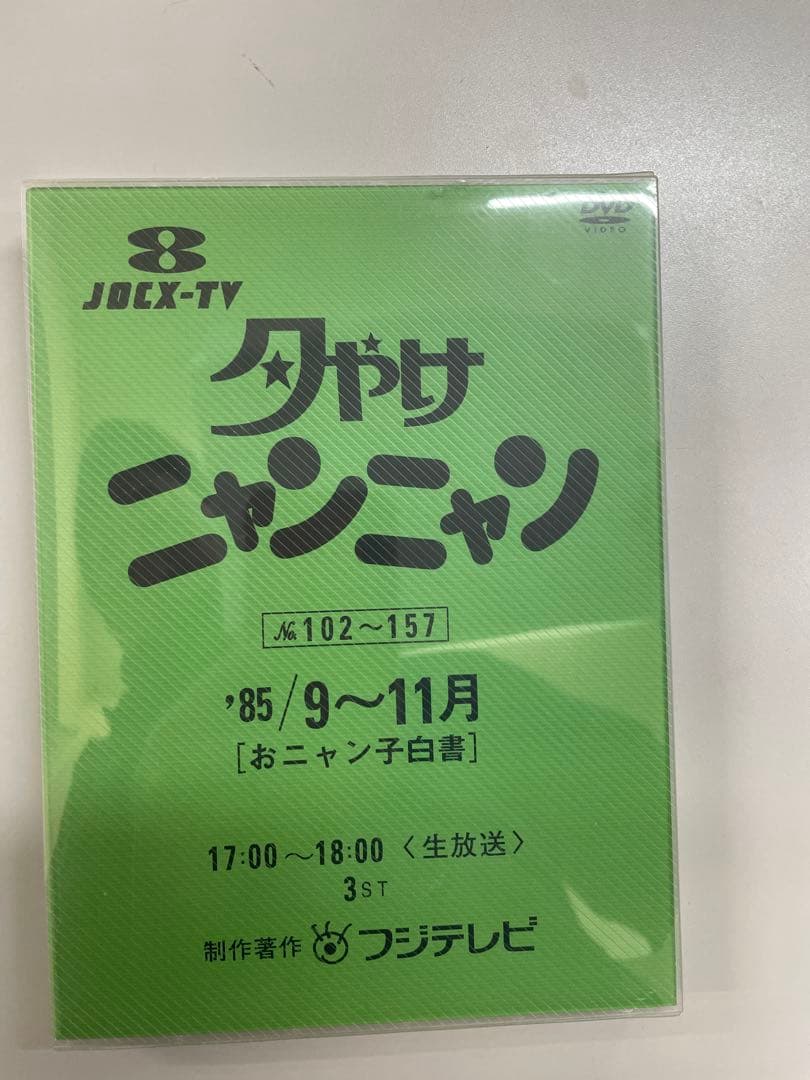 DVD
VIDEO
8
JOCX-TV
夕やけ
ニャンニャン
No.102〜157
'85/9〜11月
[おニャン子白書]
17:00〜18:00〈生放送〉
3ST
制作著作 フジテレビ